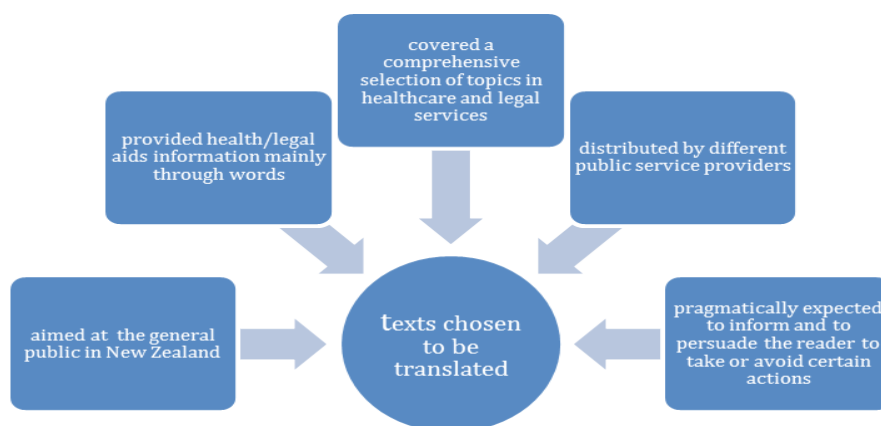 covered a
comprehensive
selection of topics in
healthcare and legal
services
provided health/legal
aids information mainly
through words
distributed by different
public service providers
aimed at the general
public in New Zealand
texts chosen
to be
translated
pragmatically expected
to inform and to
persuade the reader to
take or avoid certain
actions